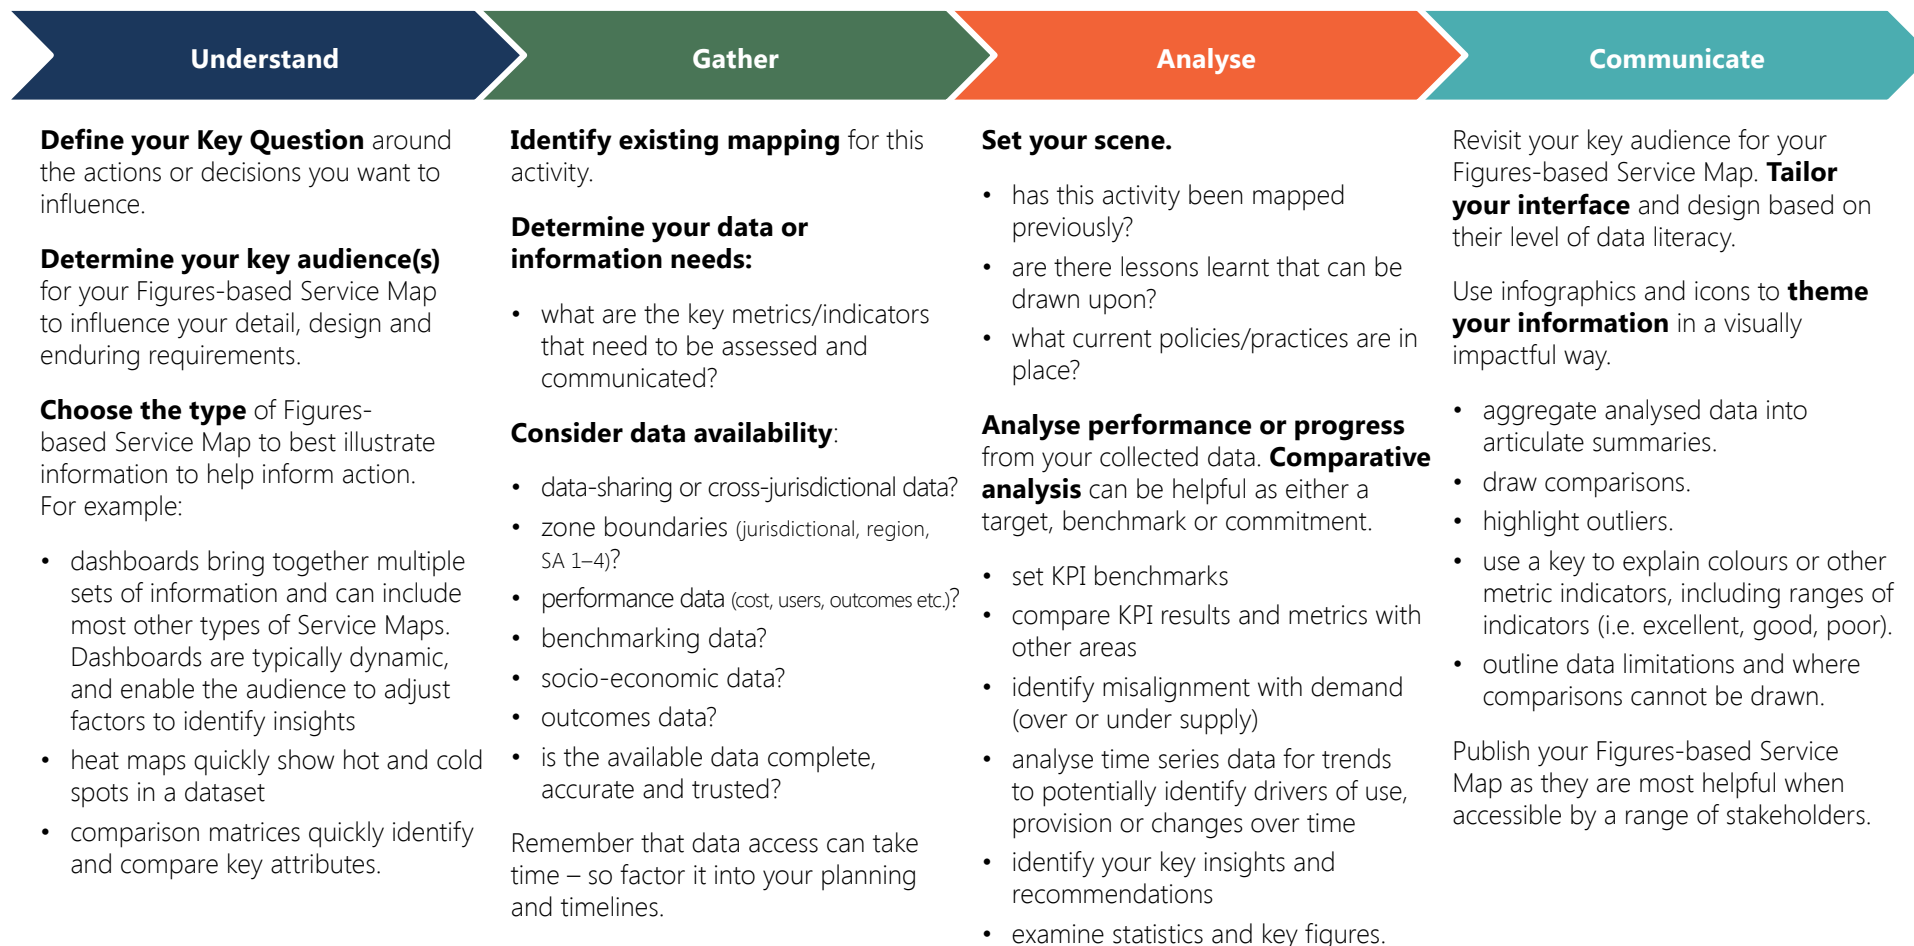 Understand
Gather
Analyse
Communicate
Define your Key Question around
the actions or decisions you want to
influence.
Determine your key audience(s)
for your Figures-based Service Map
to influence your detail, design and
enduring requirements.
Choose the type of Figures-
based Service Map to best illustrate
information to help inform action.
For example:
• dashboards bring together multiple
sets of information and can include
most other types of Service Maps.
Dashboards are typically dynamic,
and enable the audience to adjust
factors to identify insights
• heat maps quickly show hot and cold
spots in a dataset
• comparison matrices quickly identify
and compare key attributes.
Identify existing mapping for this
activity.
Determine your data or
information needs:
• what are the key metrics/indicators
that need to be assessed and
communicated?
Consider data availability:
• data-sharing or cross-jurisdictional data?
• zone boundaries (jurisdictional, region,
SA 1–4)?
• performance data (cost, users, outcomes etc.)?
• benchmarking data?
• socio-economic data?
• outcomes data?
• is the available data complete,
accurate and trusted?
Remember that data access can take
time – so factor it into your planning
and timelines.
Set your scene.
• has this activity been mapped
previously?
• are there lessons learnt that can be
drawn upon?
• what current policies/practices are in
place?
Analyse performance or progress
from your collected data. Comparative
analysis can be helpful as either a
target, benchmark or commitment.
• set KPI benchmarks
• compare KPI results and metrics with
other areas
• identify misalignment with demand
(over or under supply)
• analyse time series data for trends
to potentially identify drivers of use,
provision or changes over time
• identify your key insights and
recommendations
• examine statistics and key figures.
Revisit your key audience for your
Figures-based Service Map. Tailor
your interface and design based on
their level of data literacy.
Use infographics and icons to theme
your information in a visually
impactful way.
• aggregate analysed data into
articulate summaries.
• draw comparisons.
• highlight outliers.
• use a key to explain colours or other
metric indicators, including ranges of
indicators (i.e. excellent, good, poor).
• outline data limitations and where
comparisons cannot be drawn.
Publish your Figures-based Service
Map as they are most helpful when
accessible by a range of stakeholders.